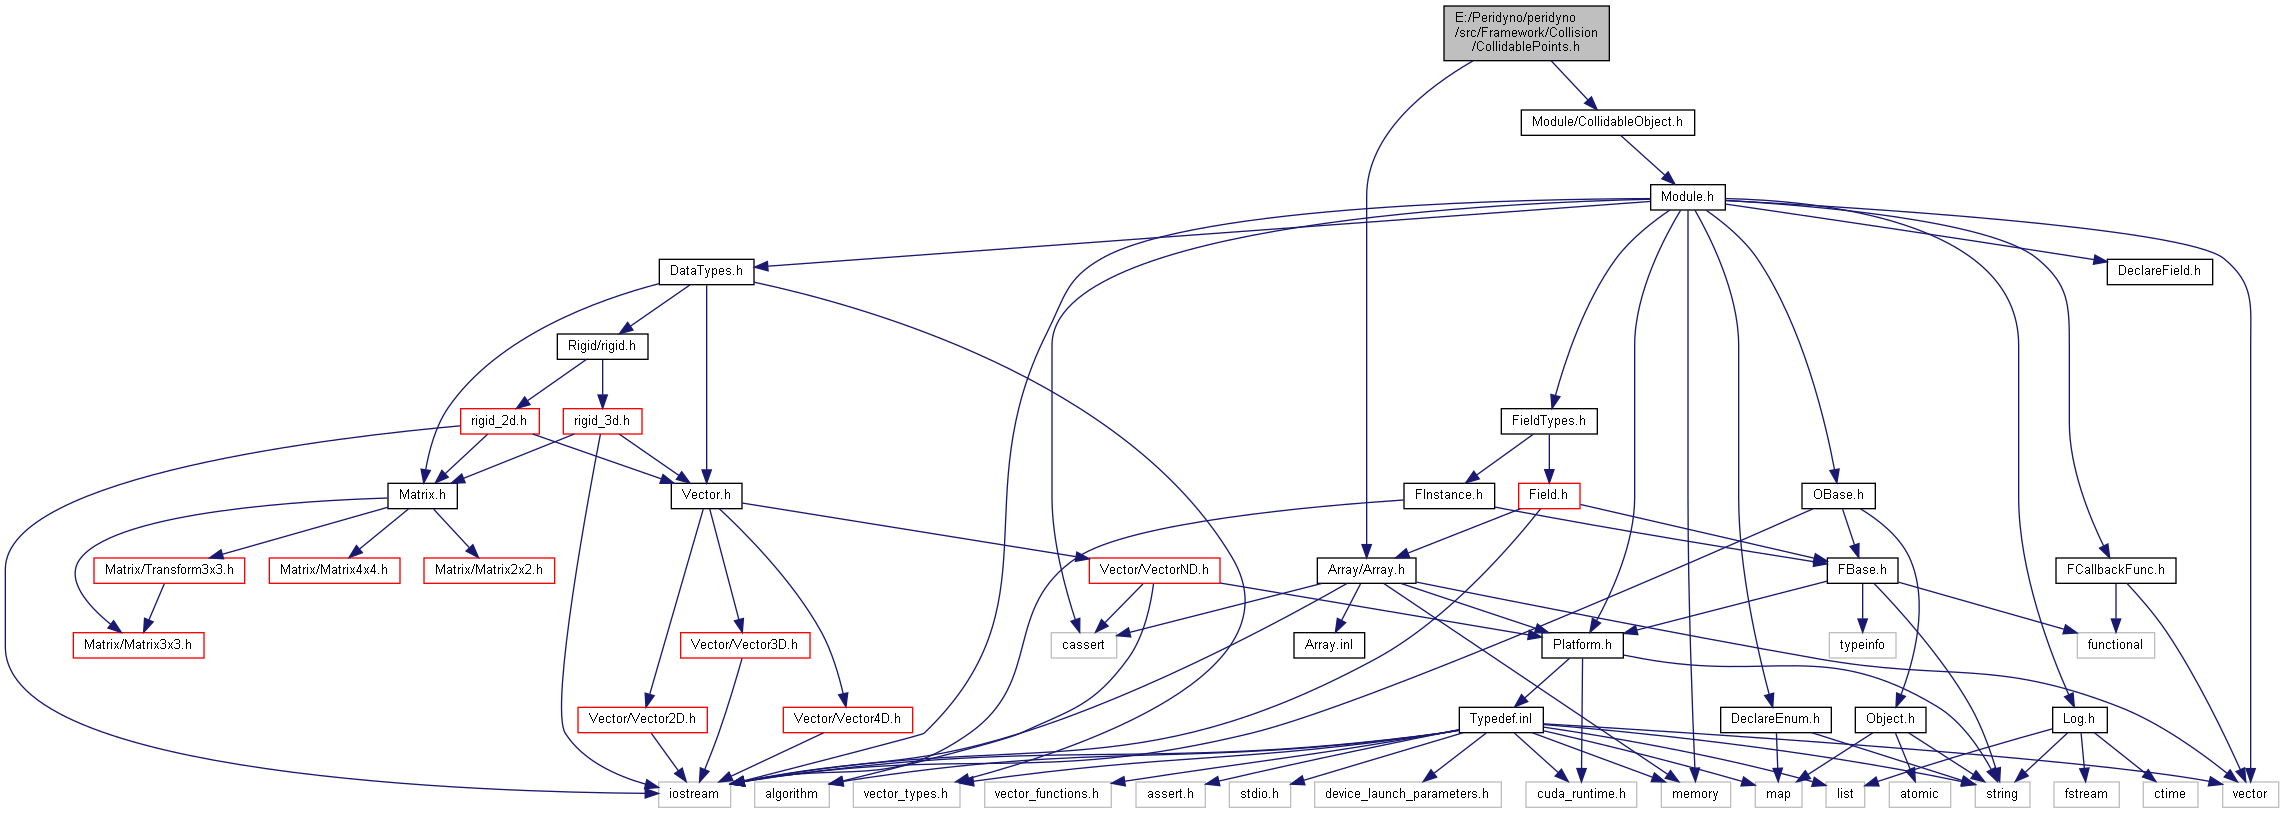 E:/Peridyno/peridyno
/src/Framework/Collision
/CollidablePoints.h
Module/CollidableObject.h
Module.h
DataTypes.h
DeclareField.h
Rigid/rigid.h
rigid_2d.h
rigid_3d.h
FieldTypes.h
Matrix.h
Vector.h
FInstance.h
Field.h
OBase.h
Matrix/Transform3x3.h
Matrix/Matrix4x4.h
Matrix/Matrix2x2.h
Vector/VectorND.h
Array/Array.h
FBase.h
FCallbackFunc.h
Matrix/Matrix3x3.h
Vector/Vector3D.h
cassert
Array.inl
Platform.h
typeinfo
functional
Vector/Vector2D.h
Vector/Vector4D.h
Typedef.inl
DeclareEnum.h
Object.h
Log.h
iostream
algorithm
vector_types.h
vector_functions.h
assert.h
stdio.h
device_launch_parameters.h
cuda_runtime.h
memory
map
list
atomic
string
fstream
ctime
vector